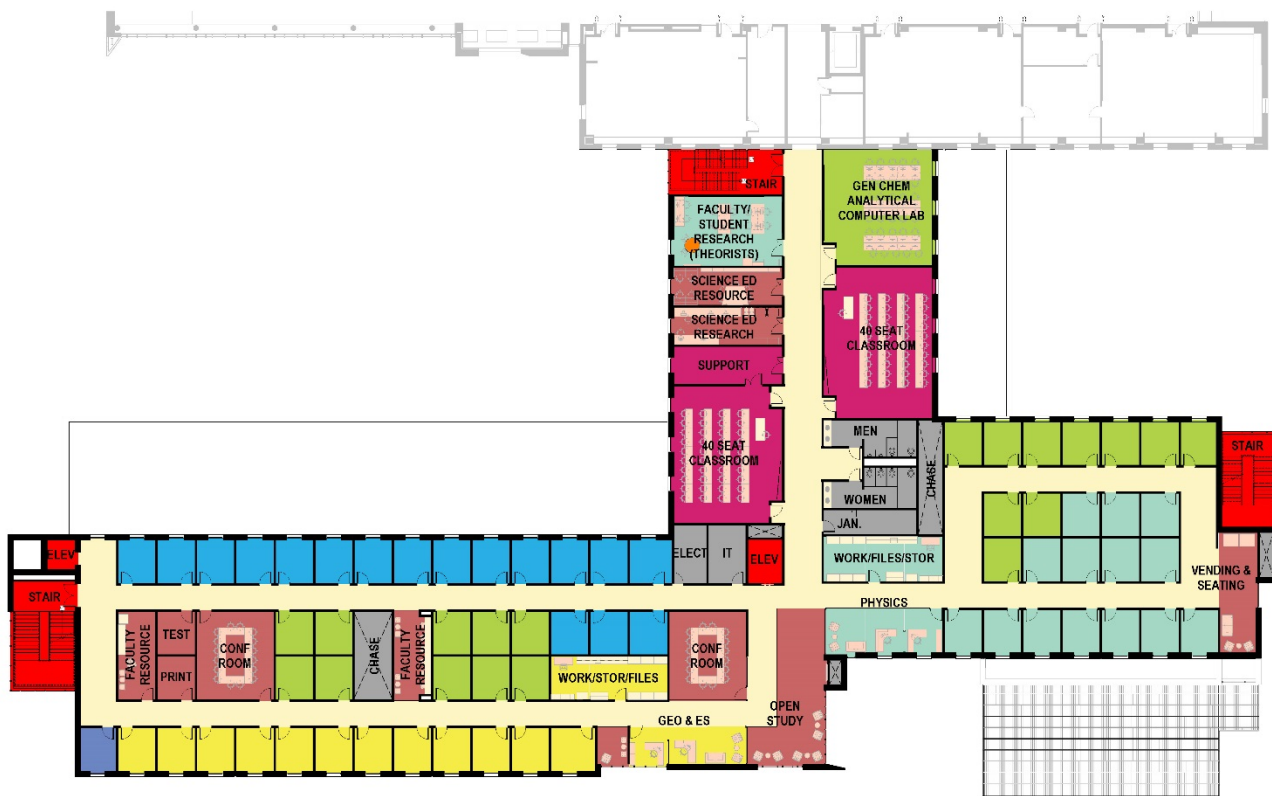 STAIR
GEN CHEM
ANALYTICAL
COMPUTER LAB
FACULTY/
STUDENT
RESEARCH
(THEORISTS)
SCIENCE ED
RESOURCE
SCIENCE ED
RESEARCH
40 SEAT
CLASSROOM
SUPPORT
MEN
40 SEAT
CLASSROOM
STAIR
CHASE
WOMEN
JAN.
ELEV
ELECT
IT
ELEV
WORK/FILES/STOR
VENDING &
SEATING
STAIR
PHYSICS
FACULTY
RESOURCE
TEST
PRINT
CONF
ROOM
CHASE
FACULTY
RESOURCE
WORK/STOR/FILES
CONF
ROOM
OPEN
STUDY
GEO & ES